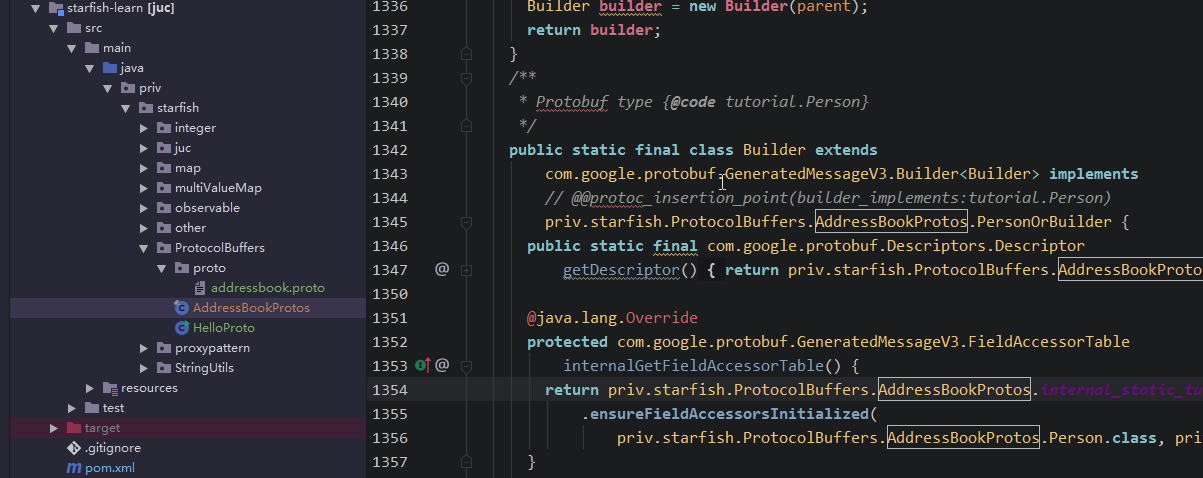 starfish-learn [juc]
src
main
java
priv
starfish
integer
juc
map
multiValueMap
observable
other
ProtocolBuffers
proto
addressbook.proto
AddressBookProtos
HelloProto
proxypattern
StringUtils
resources
test
target
.gitignore
pom.xml
1336 Builder builder = new Builder(parent);
1337 return builder;
1338 }
1339 /**
1340 * Protobuf type {@code tutorial.Person}
1341 */
1342 public static final class Builder extends
1343 com.google.protobuf.GeneratedMessageV3.Builder<Builder> implements
1344 // @@protoc_insertion_point(builder_implements:tutorial.Person)
1345 priv.starfish.ProtocolBuffers.AddressBookProtos.PersonOrBuilder {
1346 public static final com.google.protobuf.Descriptors.Descriptor
1347 @ getDescriptor() { return priv.starfish.ProtocolBuffers.AddressBookProto
1350
1351 @java.lang.Override
1352 protected com.google.protobuf.GeneratedMessageV3.FieldAccessorTable
1353 @ internalGetFieldAccessorTable() {
1354 return priv.starfish.ProtocolBuffers.AddressBookProtos.internal_static_tu
1355 .ensureFieldAccessorsInitialized(
1356 priv.starfish.ProtocolBuffers.AddressBookProtos.Person.class, pri
1357 }